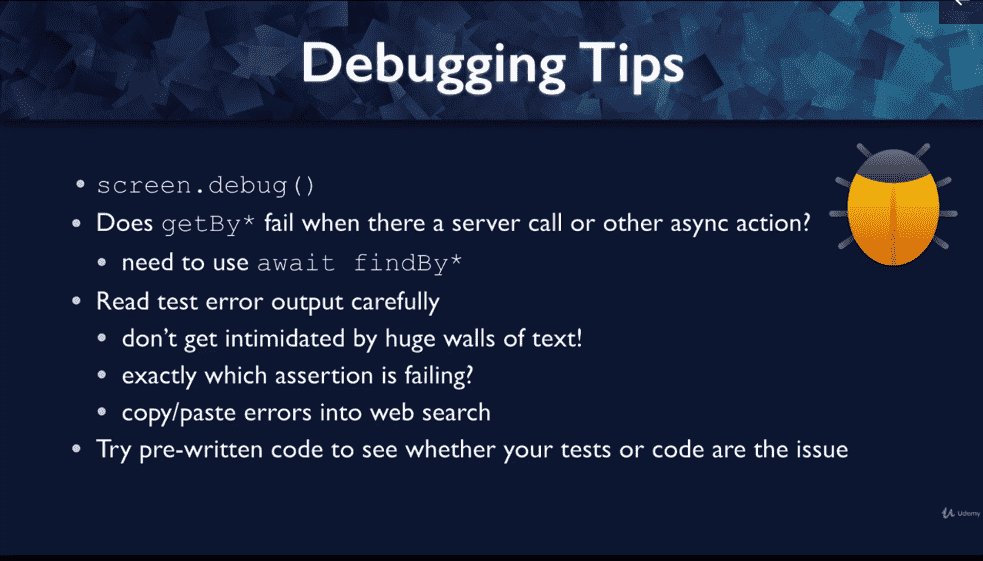 Debugging Tips
• screen.debug()
• Does getBy* fail when there a server call or other async action?
• need to use await findBy*
• Read test error output carefully
• don't get intimidated by huge walls of text!
• exactly which assertion is failing?
• copy/paste errors into web search
• Try pre-written code to see whether your tests or code are the issue
Udemy